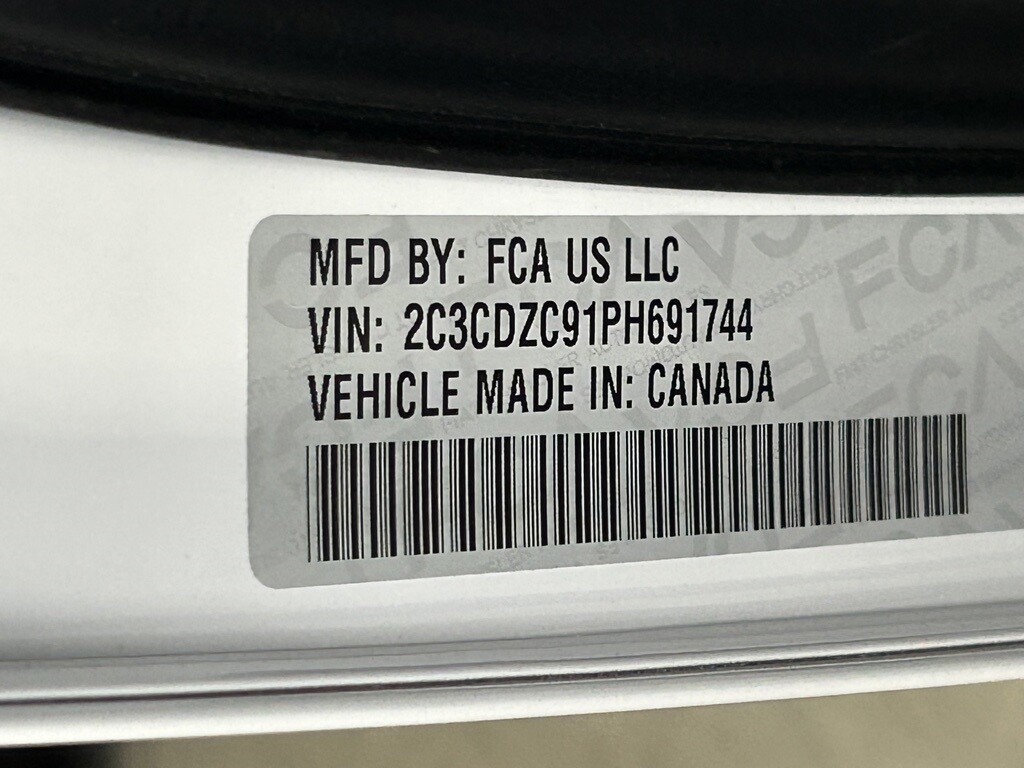 MFD BY: FCA US LLC
VIN: 2C3CDZC91PH691744
VEHICLE MADE IN: CANADA